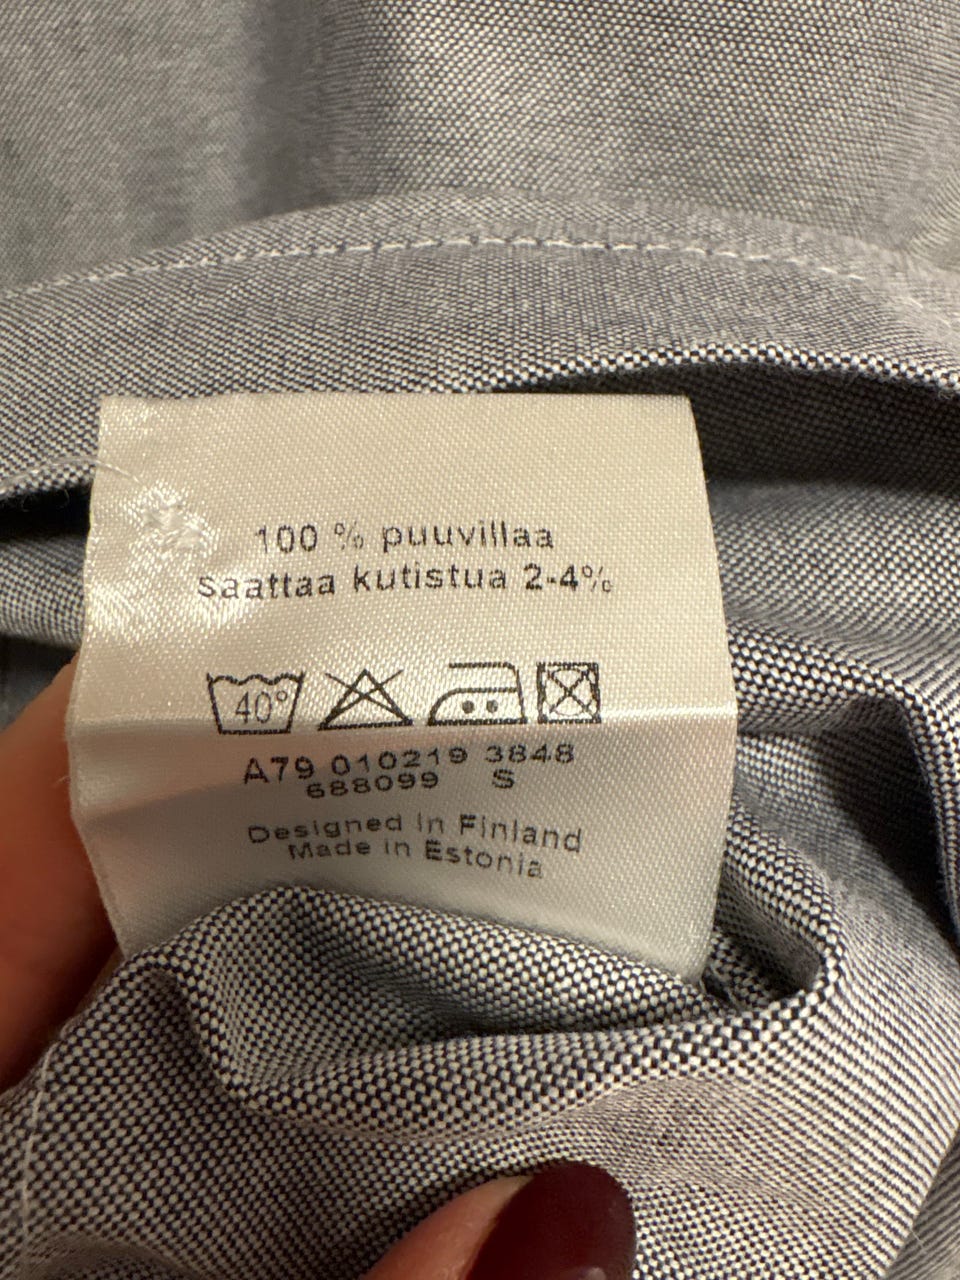 100 % puuvillaa
saattaa kutistua 2-4%
40°
A79 010219 3848
688099 S
Designed in Finland
Made in Estonia